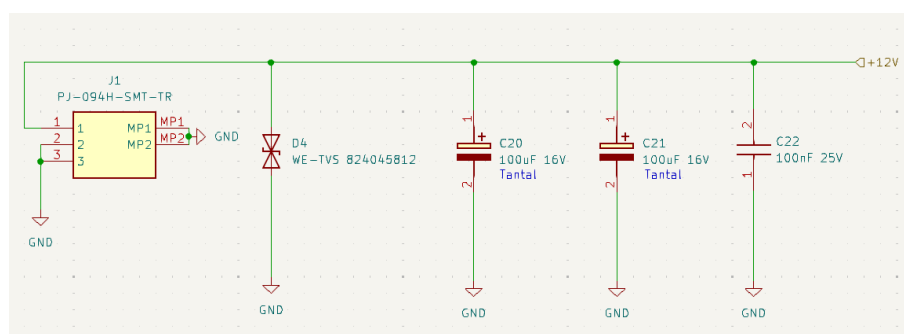 J1
PJ-094H-SMT-TR
1
2
3
1
2
3
MP1
MP2
MP1
MP2
GND
GND
D4
WE-TVS 824045812
GND
1
+
C20
100uF 16V
Tantal
2
GND
1
+
C21
100uF 16V
Tantal
2
GND
2
C22
100nF 25V
1
GND
+12V